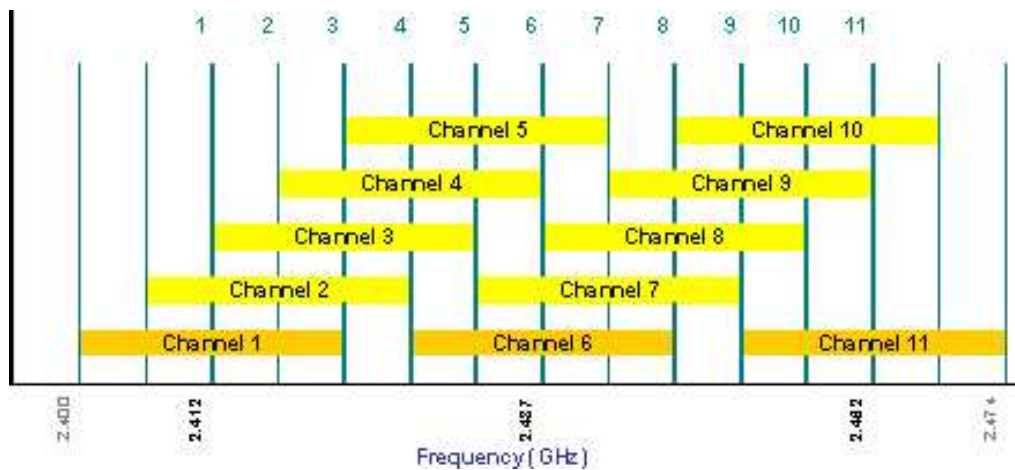 1 2 3 4 5 6 7 8 9 10 11
Channel 5 Channel 10
Channel 4 Channel 9
Channel 3 Channel 8
Channel 2 Channel 7
Channel 1 Channel 6 Channel 11
2.400 2.412 2.437 2.462 2.474
Frequency ( GHz)